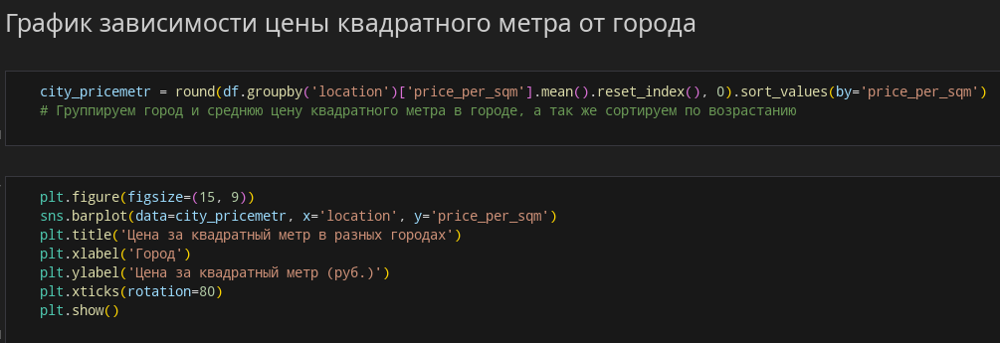 График зависимости цены квадратного метра от города
city_pricemetr = round(df.groupby('location')['price_per_sqm'].mean().reset_index(), 0).sort_values(by='price_per_sqm')
# Группируем город и среднюю цену квадратного метра в городе, а так же сортируем по возрастанию
plt.figure(figsize=(15, 9))
sns.barplot(data=city_pricemetr, x='location', y='price_per_sqm')
plt.title('Цена за квадратный метр в разных городах')
plt.xlabel('Город')
plt.ylabel('Цена за квадратный метр (руб.)')
plt.xticks(rotation=80)
plt.show()